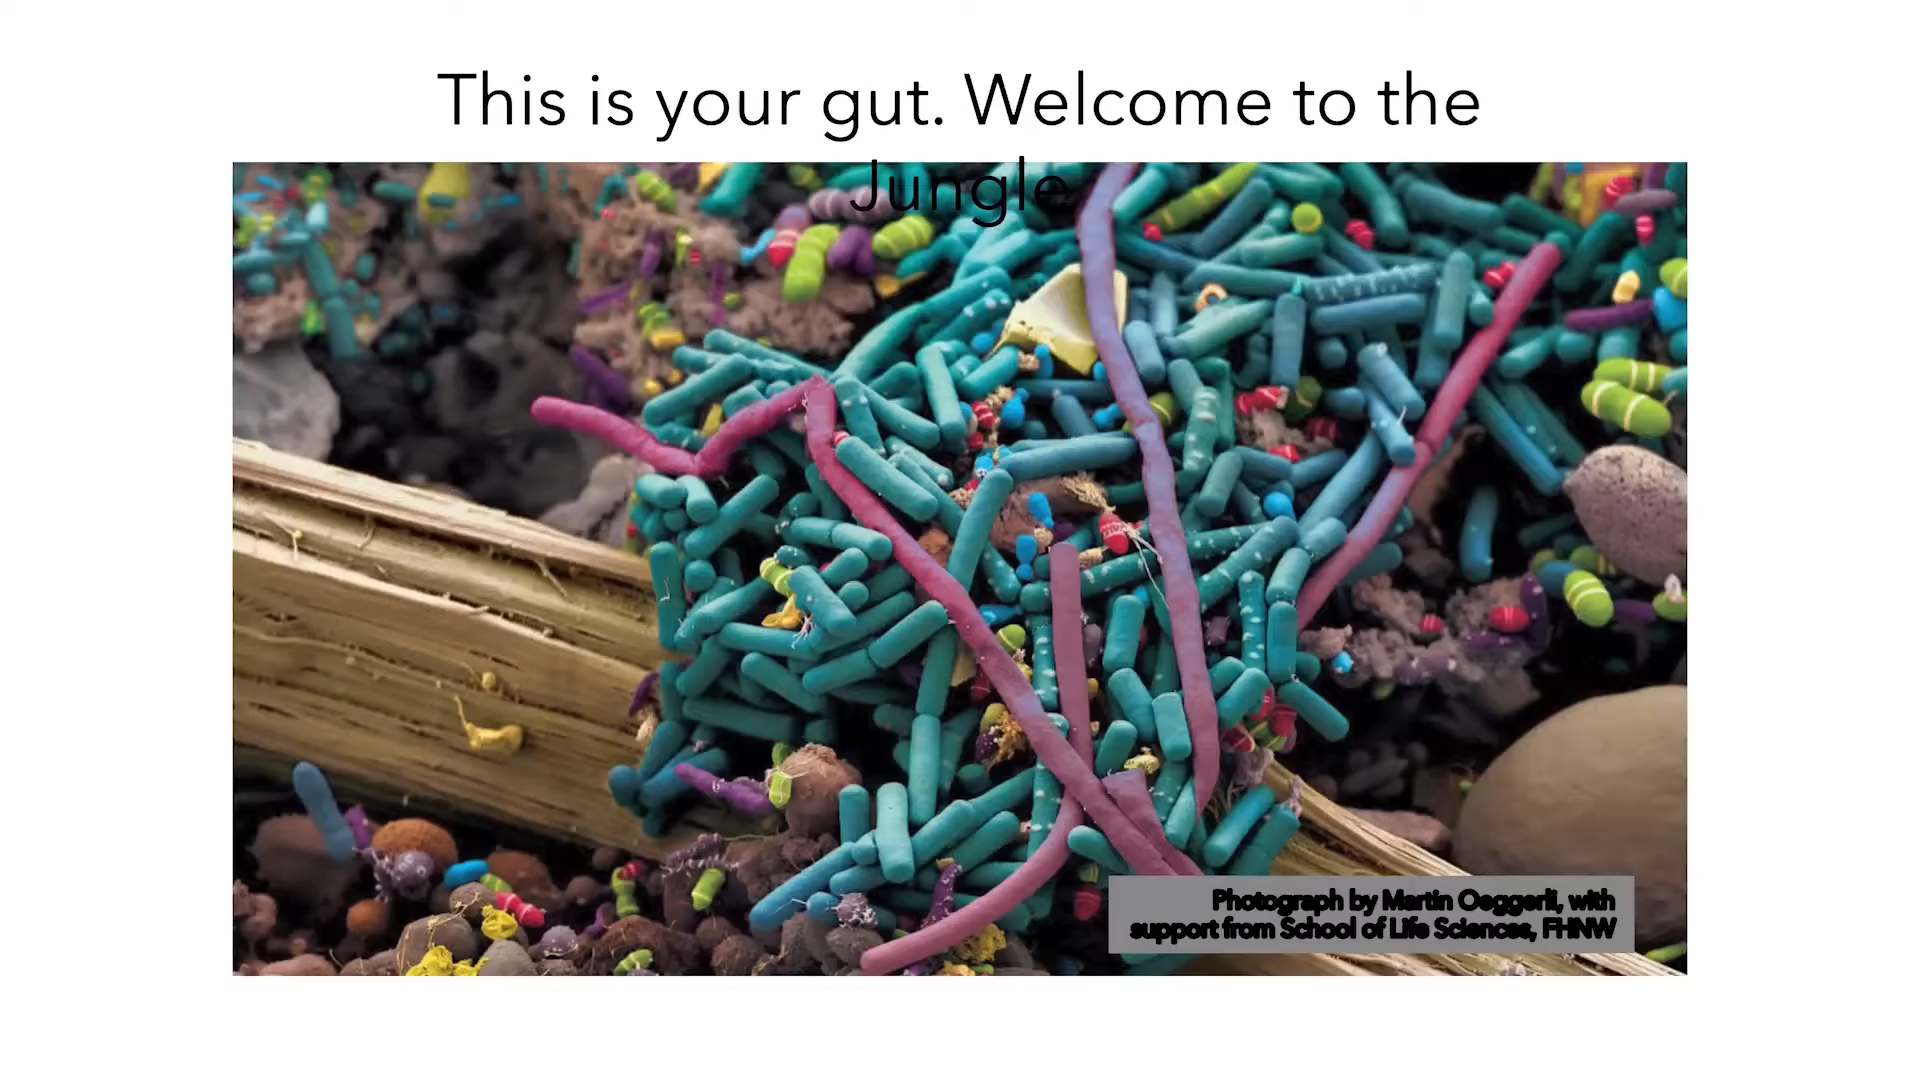 This is your gut. Welcome to the
Jungle.
Photograph by Martin Oeggerli, with
support from School of Life Sciences, FHNW